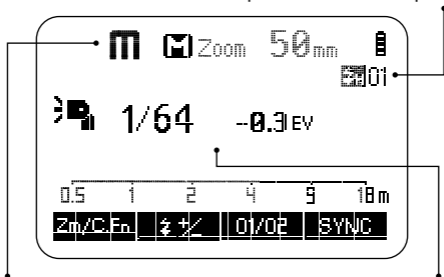 m M Zoom 50mm
01
1/64 -0.3 EV
0.5 1 2 4 9 18 m
Zm/C.Fn +/- 01/02 SYNC